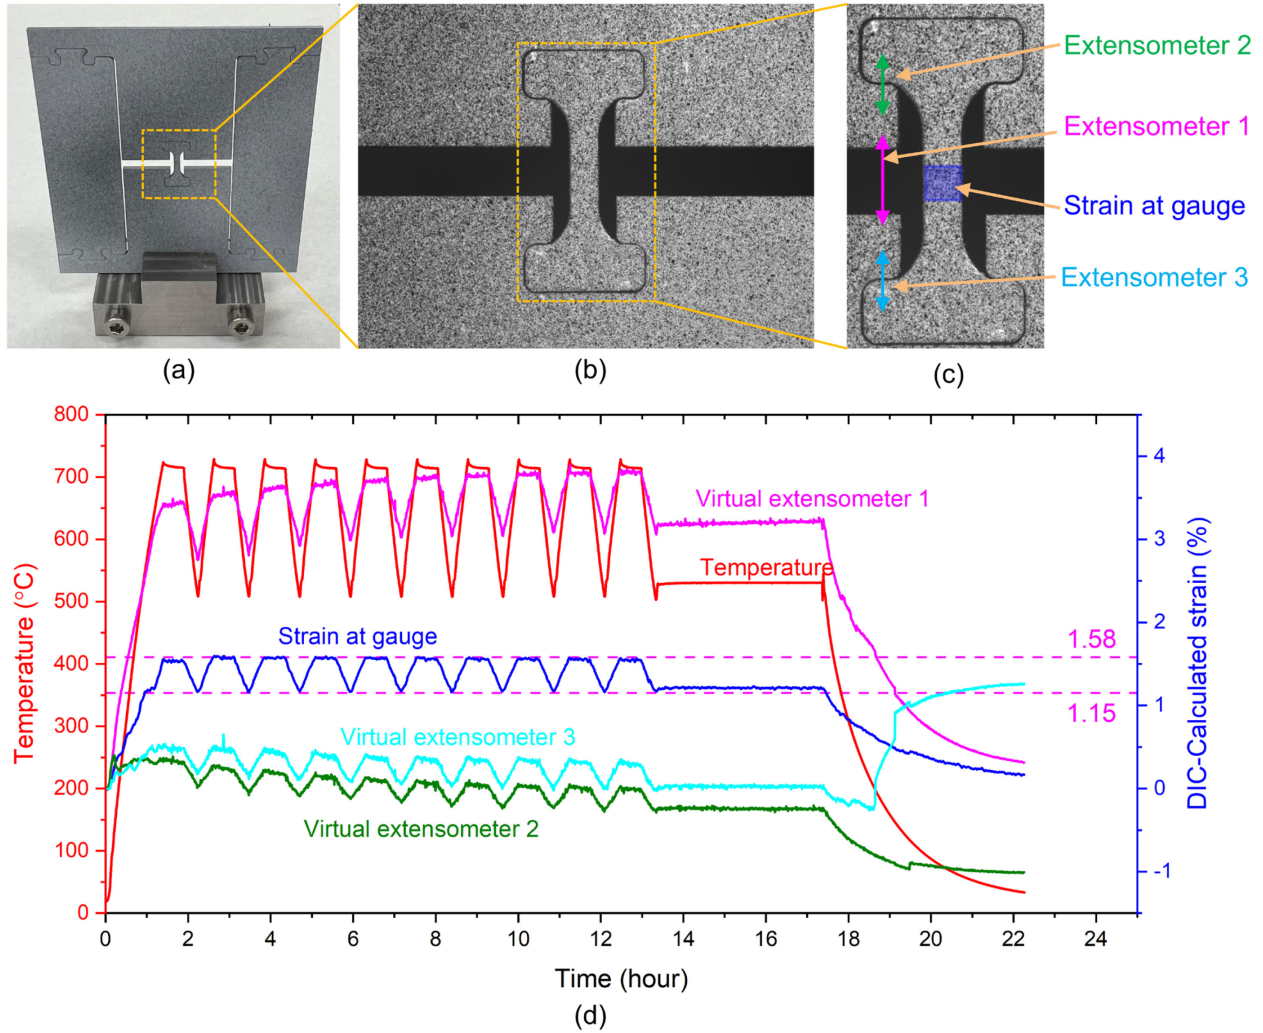 Extensometer 2
Extensometer 1
Strain at gauge
Extensometer 3
(a)
(b)
(c)
800
700
600
500
400
300
200
100
0
Temperature (°C)
Virtual extensometer 1
Temperature
Strain at gauge
1.58
1.15
Virtual extensometer 3
Virtual extensometer 2
4
3
2
1
0
-1
DIC-Calculated strain (%)
0 2 4 6 8 10 12 14 16 18 20 22 24
Time (hour)
(d)